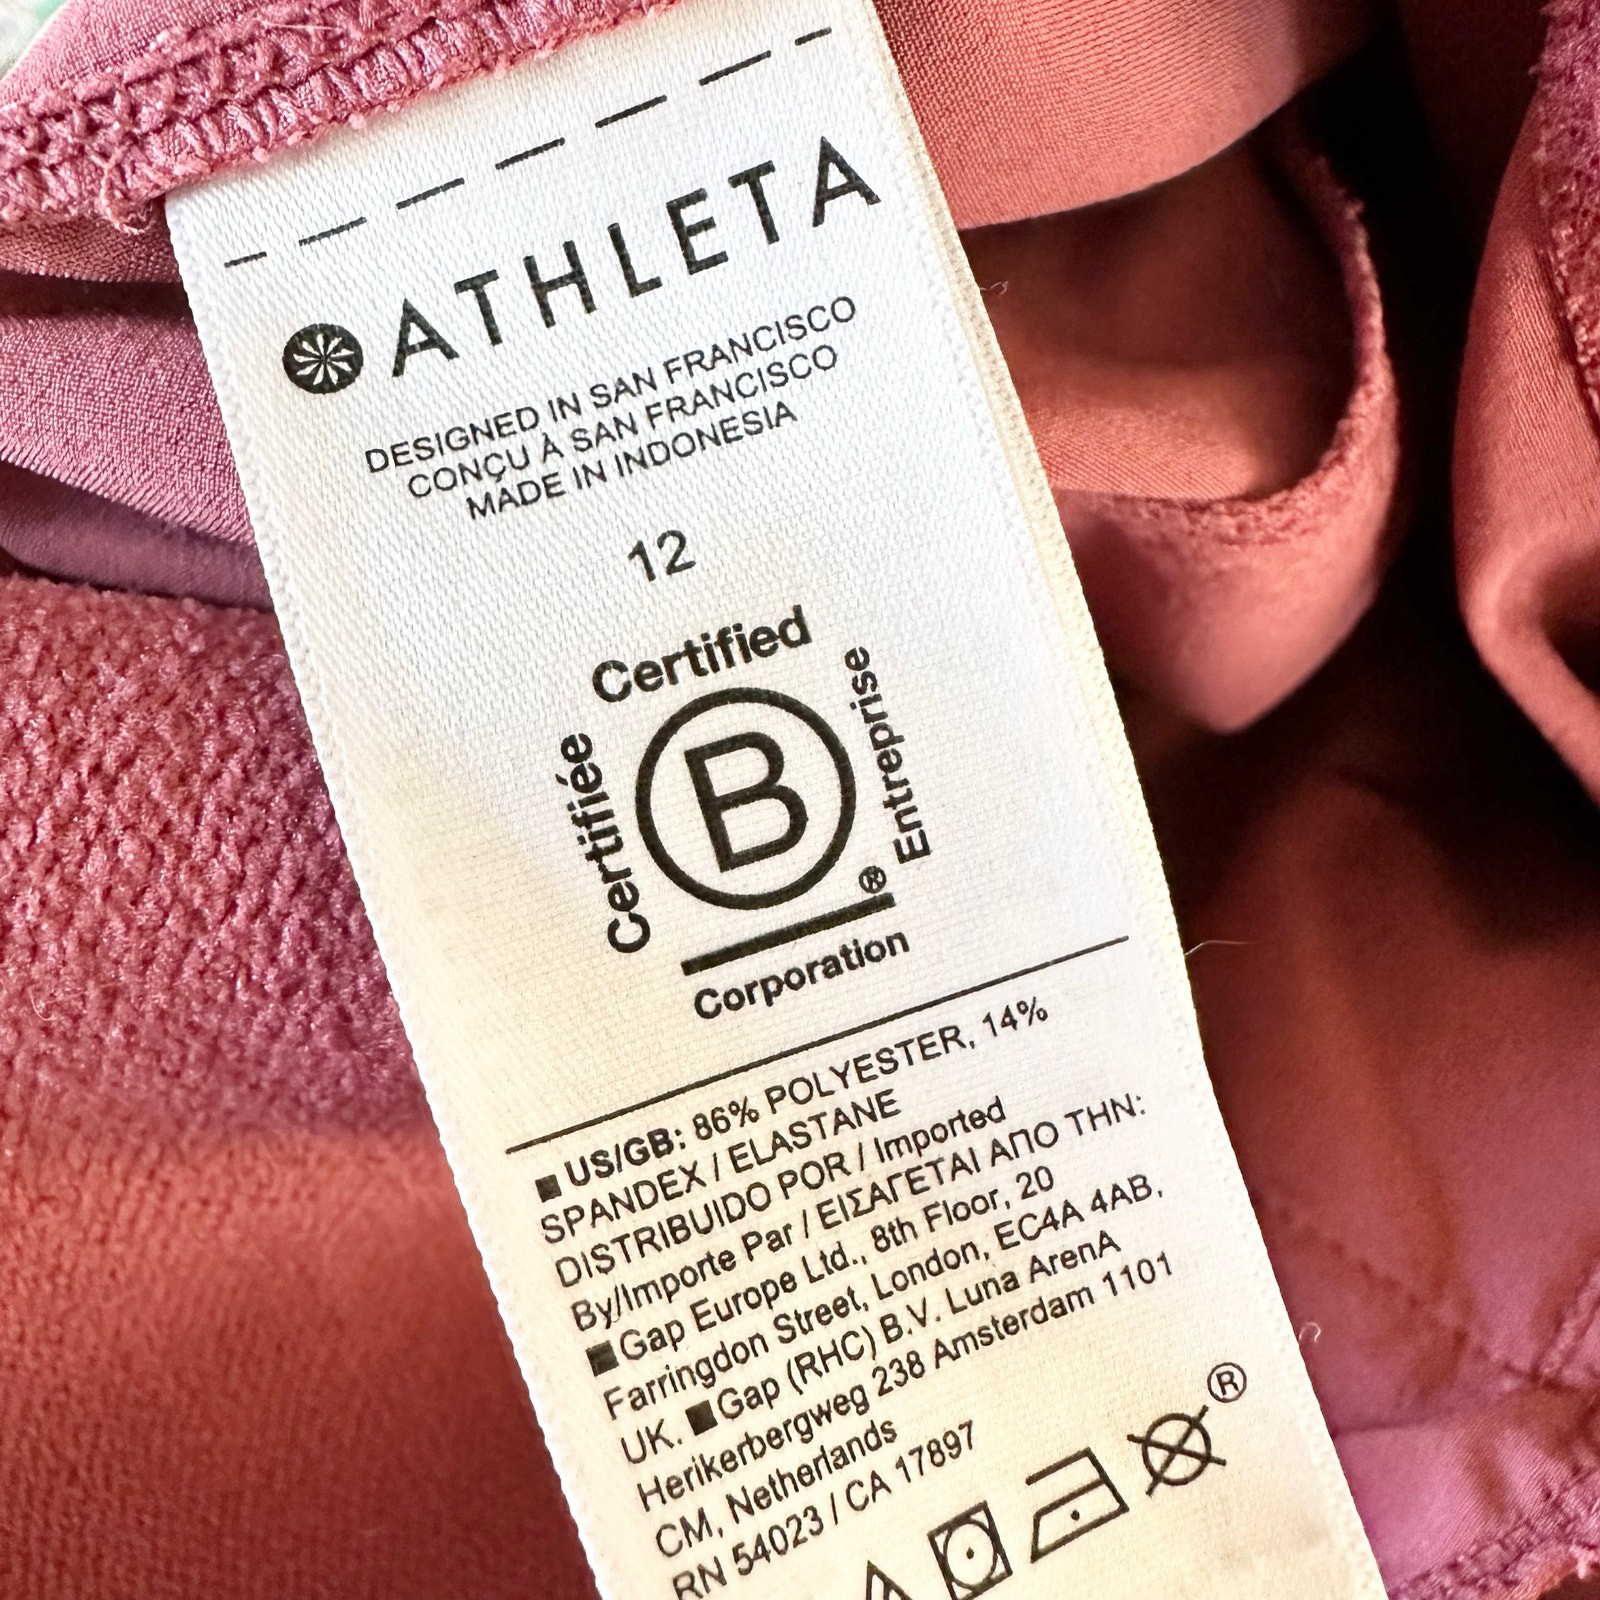 ATHLETA
DESIGNED IN SAN FRANCISCO
CONÇU À SAN FRANCISCO
MADE IN INDONESIA
12
Certified
Certifiée
B
Entreprise
®
Corporation
■ US/GB: 86% POLYESTER, 14%
SPANDEX / ELASTANE
DISTRIBUIDO POR / Imported
By/Importe Par / ΕΙΣΑΓΕΤΑΙ ΑΠΟ ΤΗΝ:
■Gap Europe Ltd., 8th Floor, 20
Farringdon Street, London, EC4A 4AB,
UK. ■Gap (RHC) B.V. Luna ArenA
Herikerbergweg 238 Amsterdam 1101
CM, Netherlands
RN 54023 / CA 17897
®